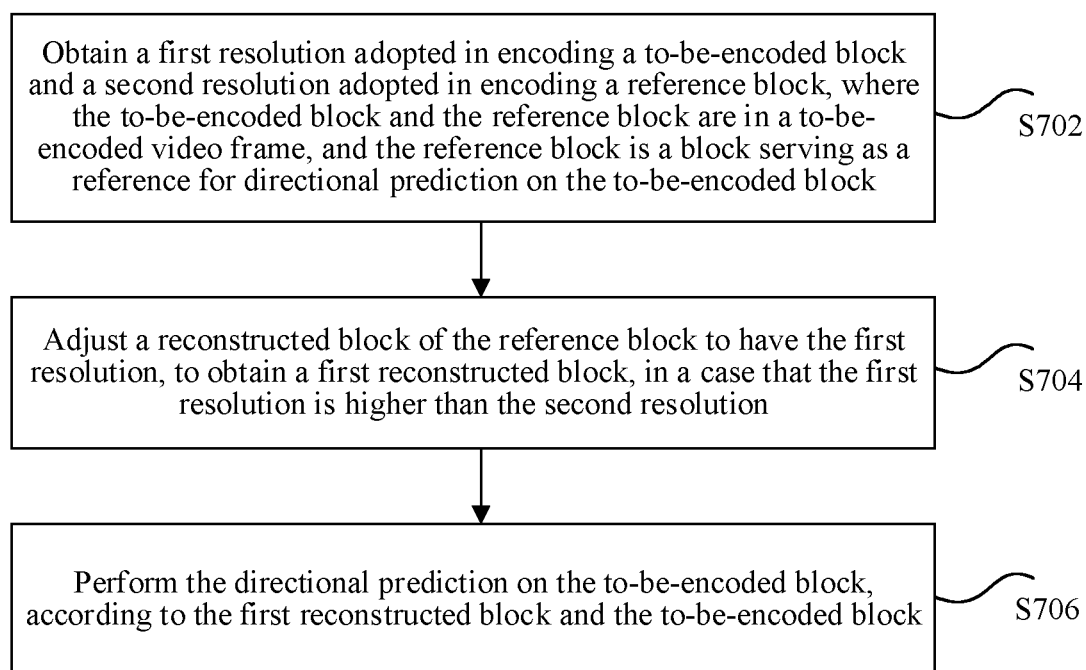 Obtain a first resolution adopted in encoding a to-be-encoded block
and a second resolution adopted in encoding a reference block, where
the to-be-encoded block and the reference block are in a to-be-
encoded video frame, and the reference block is a block serving as a
reference for directional prediction on the to-be-encoded block
S702
Adjust a reconstructed block of the reference block to have the first
resolution, to obtain a first reconstructed block, in a case that the first
resolution is higher than the second resolution
S704
Perform the directional prediction on the to-be-encoded block,
according to the first reconstructed block and the to-be-encoded block
S706